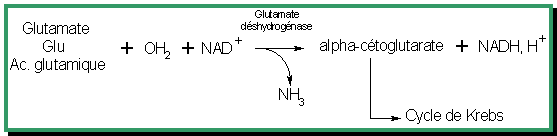 Glutamate
déshydrogénase
Glutamate
Glu
Ac. glutamique
+ OH₂ + NAD⁺
alpha-cétoglutarate + NADH, H⁺
NH₃
Cycle de Krebs